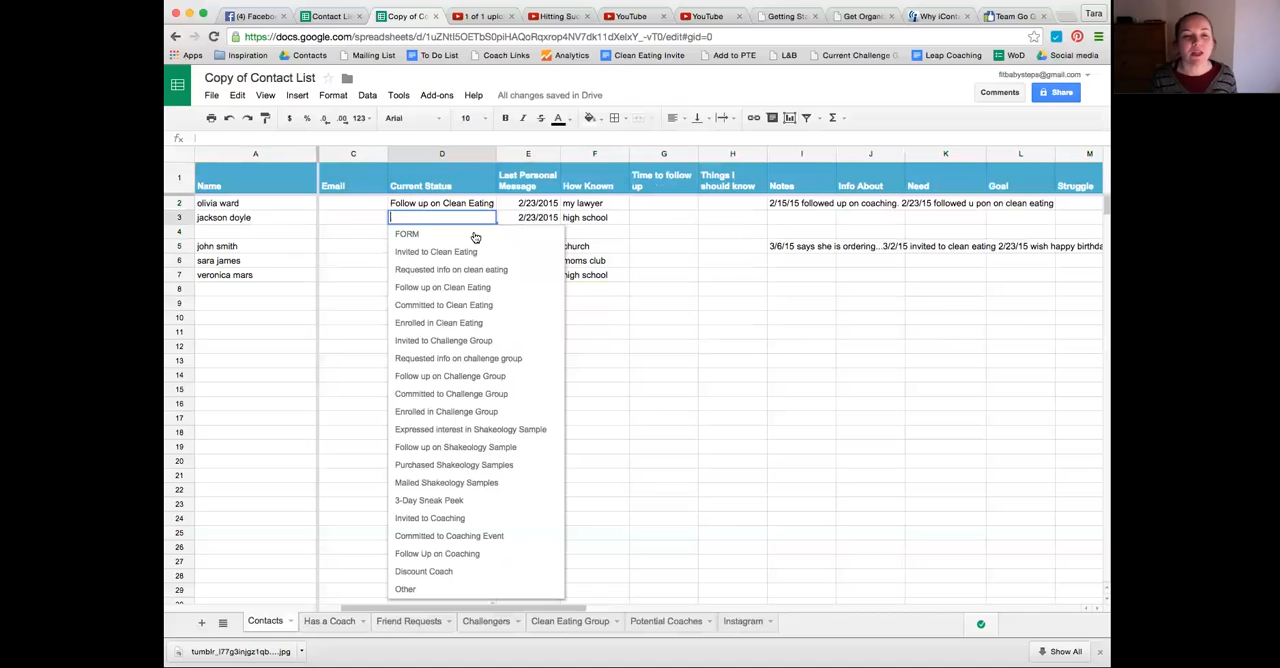 (4) Facebo
Contact Lis
Copy of Con
1 of 1 uplo
Hitting Suc
YouTube
YouTube
Getting Sta
Get Organ
Why iCont
Team Go G
Tara
https://docs.google.com/spreadsheets/d/
/edit#gid=0
Apps
Inspiration
Contacts
Mailing List
To Do List
Coach Links
Analytics
Clean Eating Invite
Add to PTE
Current Challenge G
L&B
Leap Coaching
WoD
Social media
Copy of Contact List
fitbabysteps@gmail.com
File Edit View Insert Format Data Tools Add-ons Help All changes saved in Drive
Comments
Share
$ % .0 .00 123 Arial 10 B I S A
fx
A C D E F G H I J K L M
1 Name Email Current Status Last Personal Message How Known Time to follow up Things I should know Notes Info About Need Goal Struggle
2 olivia ward Follow up on Clean Eating 2/23/2015 my lawyer 2/15/15 followed up on coaching. 2/23/15 followed u pon on clean eating
3 jackson doyle 2/23/2015 high school
4
5 john smith church 3/6/15 says she is ordering...3/2/15 invited to clean eating 2/23/15 wish happy birthda
6 sara james moms club
7 veronica mars high school
8
9
10
11
12
13
14
15
16
17
18
19
20
21
22
23
24
25
26
27
28
29
FORM
Invited to Clean Eating
Requested info on clean eating
Follow up on Clean Eating
Committed to Clean Eating
Enrolled in Clean Eating
Invited to Challenge Group
Requested info on challenge group
Follow up on Challenge Group
Committed to Challenge Group
Enrolled in Challenge Group
Expressed interest in Shakeology Sample
Follow up on Shakeology Sample
Purchased Shakeology Samples
Mailed Shakeology Samples
3-Day Sneak Peek
Invited to Coaching
Committed to Coaching Event
Follow Up on Coaching
Discount Coach
Other
Contacts
Has a Coach
Friend Requests
Challengers
Clean Eating Group
Potential Coaches
Instagram
tumblr_l77g3injgz1qb....jpg
Show All